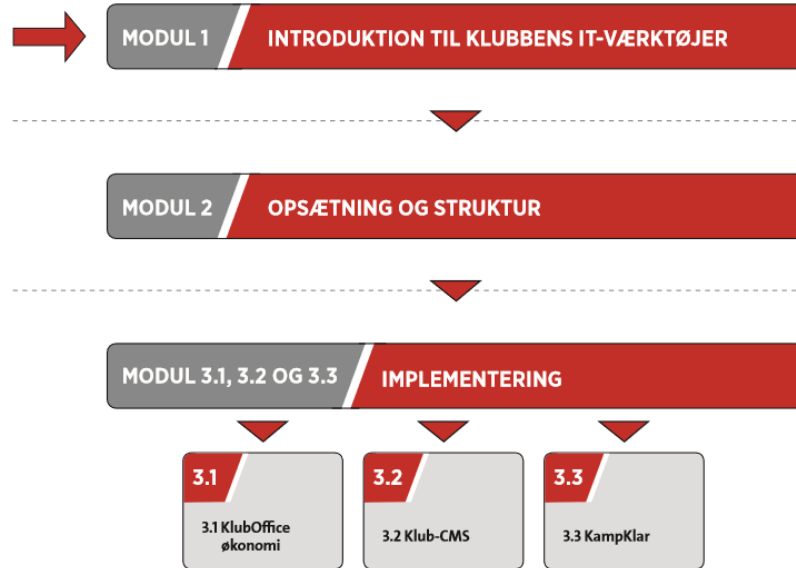 MODUL 1 INTRODUKTION TIL KLUBBENS IT-VÆRKTØJER
MODUL 2 OPSÆTNING OG STRUKTUR
MODUL 3.1, 3.2 OG 3.3 IMPLEMENTERING
3.1
3.1 KlubOffice
økonomi
3.2
3.2 Klub-CMS
3.3
3.3 KampKlar